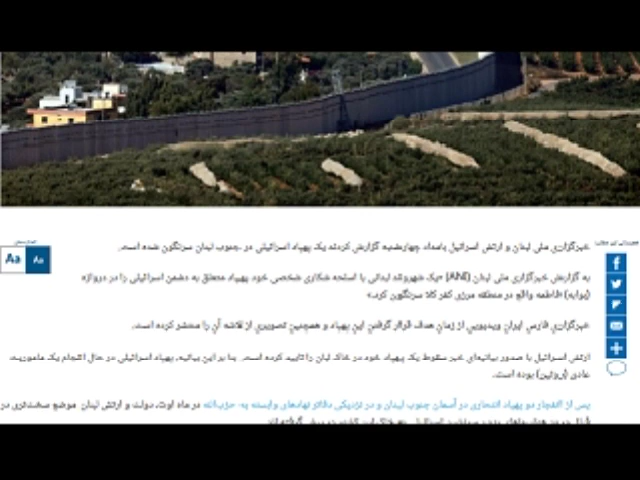 خبرگزاری ملی لبنان و ارتش اسرائیل بامداد چهارشنبه گزارش کردند یک پهپاد اسرائیلی در جنوب لبنان سرنگون شده است.
به گزارش خبرگزاری ملی لبنان (ANI) «یک شهروند لبنانی با اسلحه شکاری شخصی خود پهپاد متعلق به دشمن اسرائیلی را در دروازه
(بوابه) فاطمه واقع در منطقه مرزی کفر کلا سرنگون کرد.»
خبرگزاری فارس ایران ویدیویی از زمان هدف قرار گرفتن این پهپاد و همچنین تصویری از لاشه آن را منتشر کرده است.
ارتش اسرائیل با صدور بیانیه‌ای خبر سقوط یک پهپاد خود در خاک لبنان را تایید کرده است. بنا بر این بیانیه، پهپاد اسرائیلی در حال انجام یک ماموریت
عادی (روتین) بوده است.
پس از انفجار دو پهپاد انتحاری در آسمان جنوب لبنان و در نزدیکی دفاتر نهادهای وابسته به حزب‌الله در ماه اوت، دولت و ارتش لبنان موضع سخت‌تری در
Aa Aa